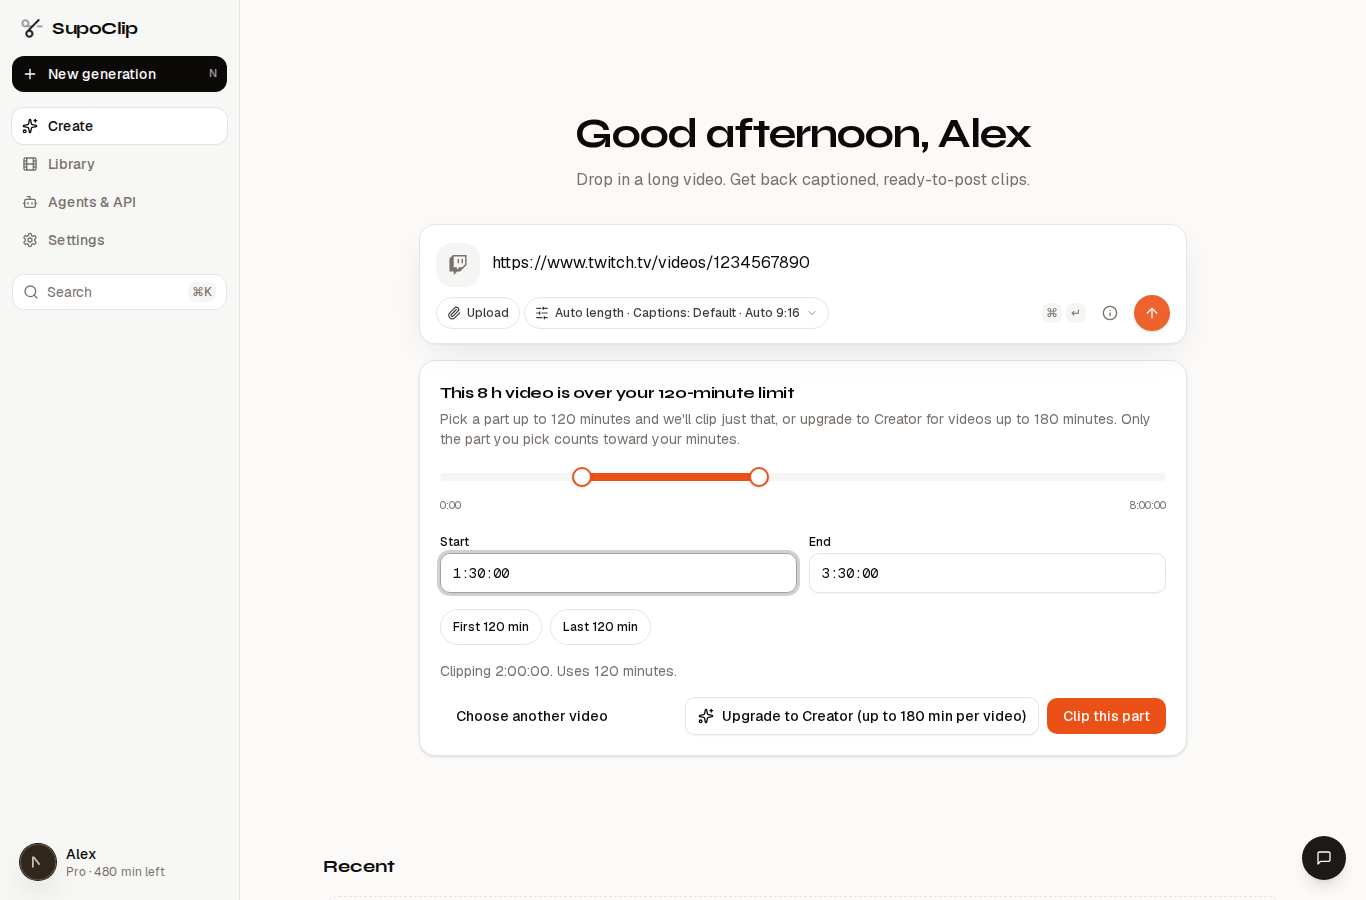 SupoClip
New generation N
Create
Library
Agents & API
Settings
Search ⌘K
Good afternoon, Alex
Drop in a long video. Get back captioned, ready-to-post clips.
https://www.twitch.tv/videos/1234567890
Upload
Auto length · Captions: Default · Auto 9:16
⌘ ↵
This 8 h video is over your 120-minute limit
Pick a part up to 120 minutes and we'll clip just that, or upgrade to Creator for videos up to 180 minutes. Only
the part you pick counts toward your minutes.
0:00 8:00:00
Start End
1:30:00 3:30:00
First 120 min Last 120 min
Clipping 2:00:00. Uses 120 minutes.
Choose another video Upgrade to Creator (up to 180 min per video) Clip this part
Alex
Pro · 480 min left
Recent